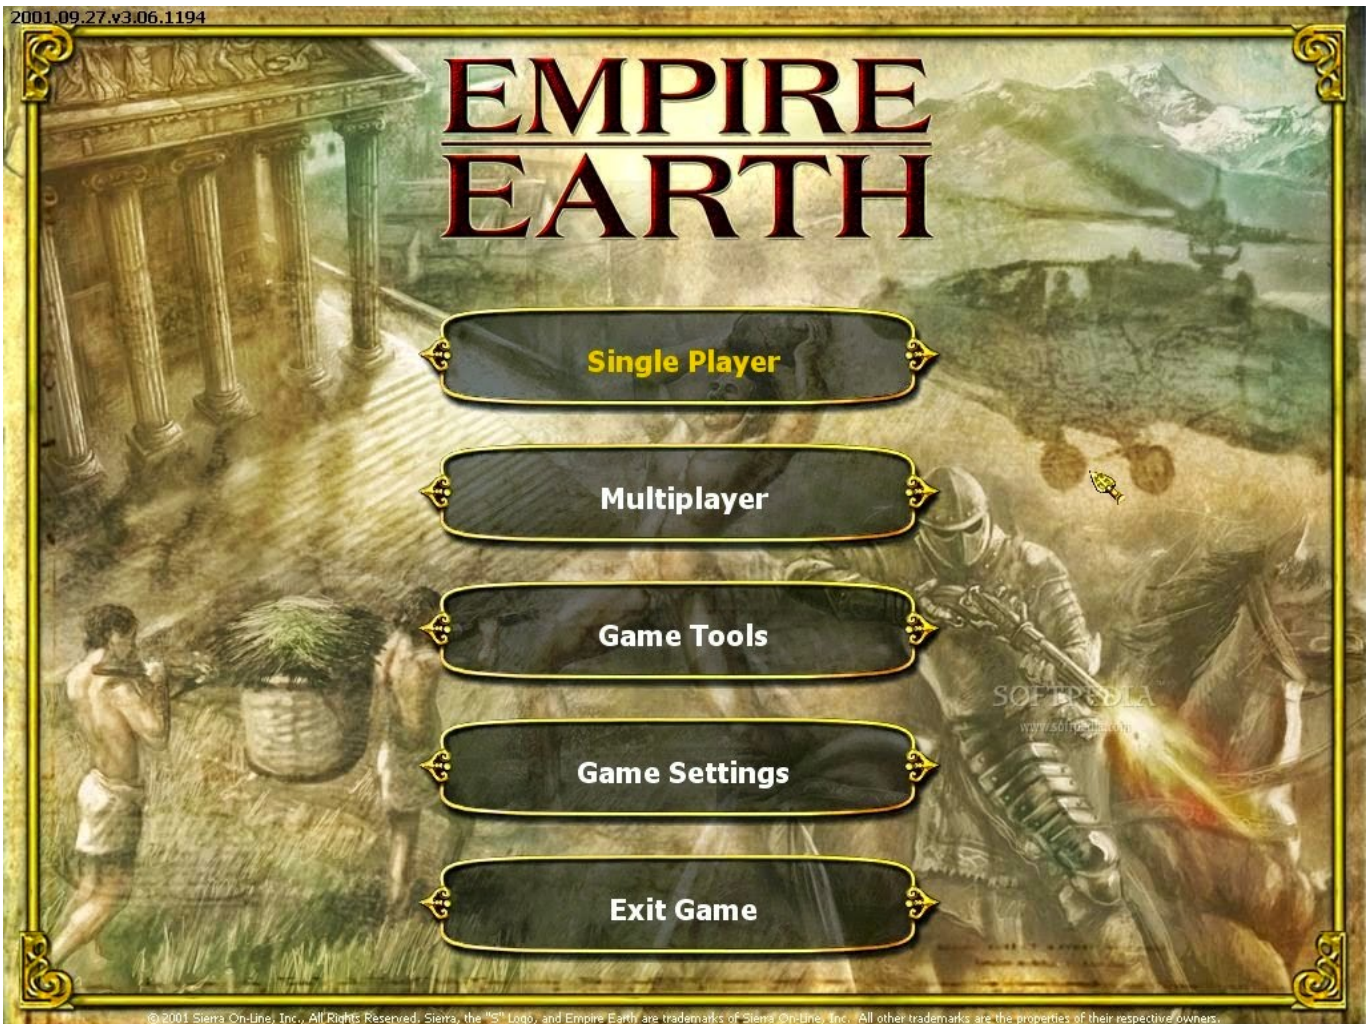 2001.09.27.v3.06.1194
EMPIRE
EARTH
Single Player
Multiplayer
Game Tools
Game Settings
Exit Game
SOFTPEDIA
www.softpedia.com
© 2001 Sierra On-Line, Inc., All Rights Reserved. Sierra, the "S" Logo, and Empire Earth are trademarks of Sierra On-Line, Inc. All other trademarks are the properties of their respective owners.